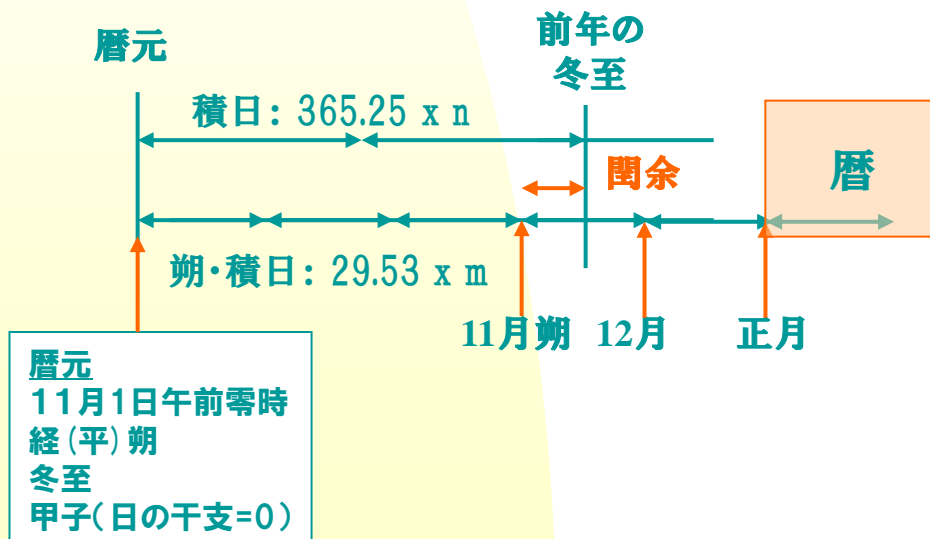 暦元
前年の
冬至
積日: 365.25 x n
閏余
暦
朔・積日: 29.53 x m
11月朔
12月
正月
暦元
11月1日午前零時
経(平)朔
冬至
甲子(日の干支=0)